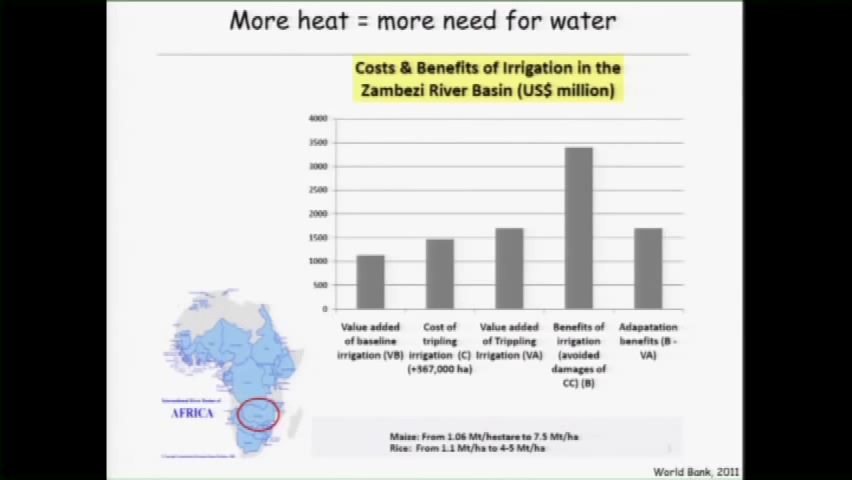 More heat = more need for water
Costs & Benefits of Irrigation in the
Zambezi River Basin (US$ million)
4000
3500
3000
2500
2000
1500
1000
500
0
Value added
of baseline
irrigation (VB)
Cost of
tripling
irrigation (C)
(+367,000 ha)
Value added
of Trippling
Irrigation (VA)
Benefits of
irrigation
(avoided
damages of
CC) (B)
Adapatation
benefits (B -
VA)
International River Basins of
AFRICA
Maize: From 1.06 Mt/hectare to 7.5 Mt/ha
Rice: From 1.1 Mt/ha to 4-5 Mt/ha
World Bank, 2011